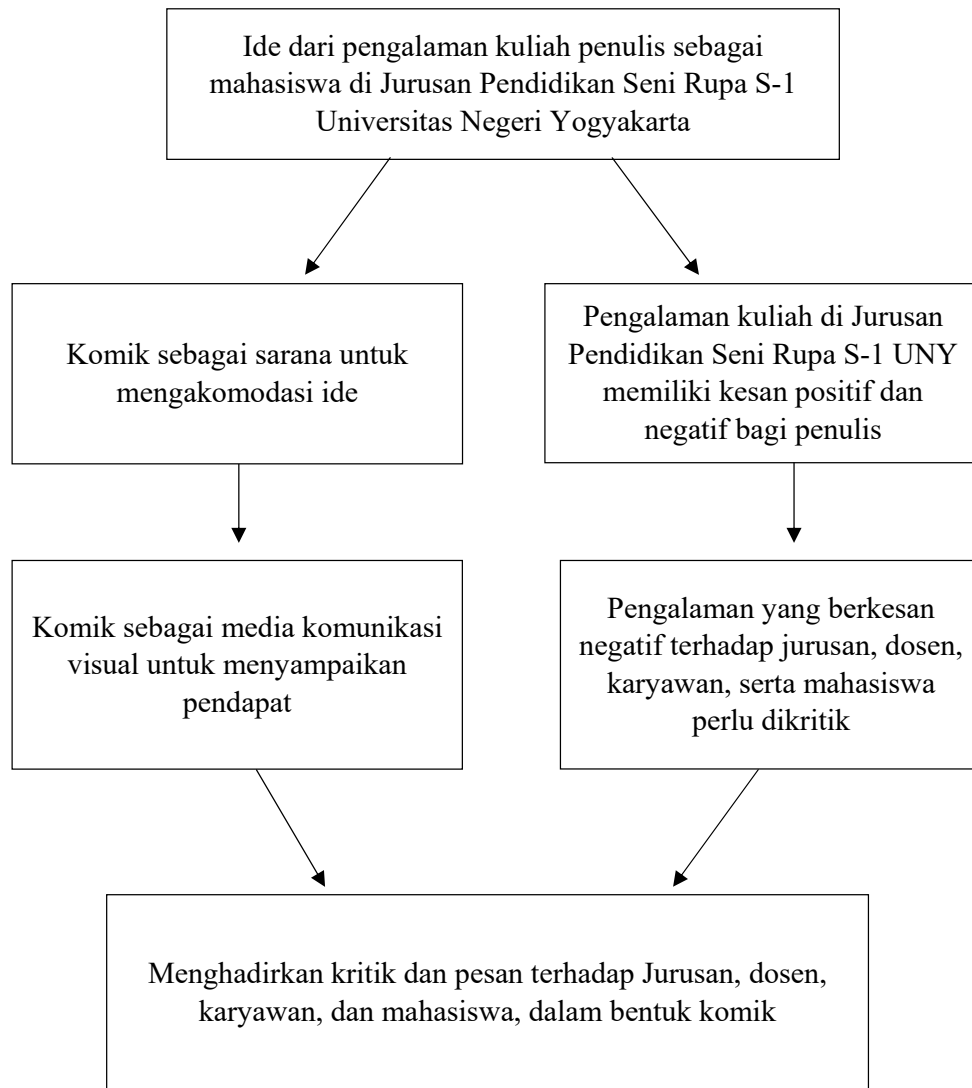 Ide dari pengalaman kuliah penulis sebagai
mahasiswa di Jurusan Pendidikan Seni Rupa S-1
Universitas Negeri Yogyakarta
Komik sebagai sarana untuk
mengakomodasi ide
Pengalaman kuliah di Jurusan
Pendidikan Seni Rupa S-1 UNY
memiliki kesan positif dan
negatif bagi penulis
Komik sebagai media komunikasi
visual untuk menyampaikan
pendapat
Pengalaman yang berkesan
negatif terhadap jurusan, dosen,
karyawan, serta mahasiswa
perlu dikritik
Menghadirkan kritik dan pesan terhadap Jurusan, dosen,
karyawan, dan mahasiswa, dalam bentuk komik